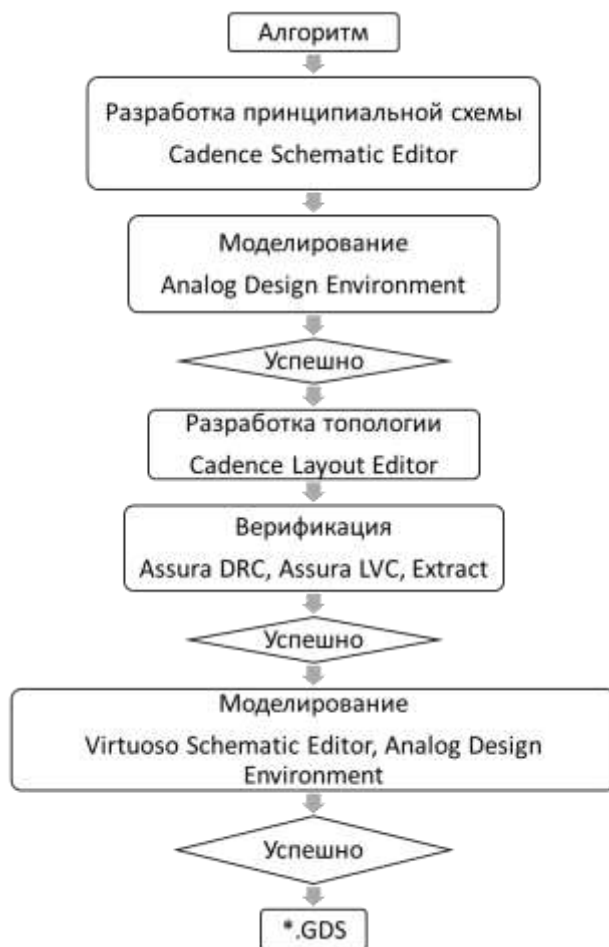 Алгоритм
Разработка принципиальной схемы
Cadence Schematic Editor
Моделирование
Analog Design Environment
Успешно
Разработка топологии
Cadence Layout Editor
Верификация
Assura DRC, Assura LVC, Extract
Успешно
Моделирование
Virtuoso Schematic Editor, Analog Design
Environment
Успешно
*.GDS